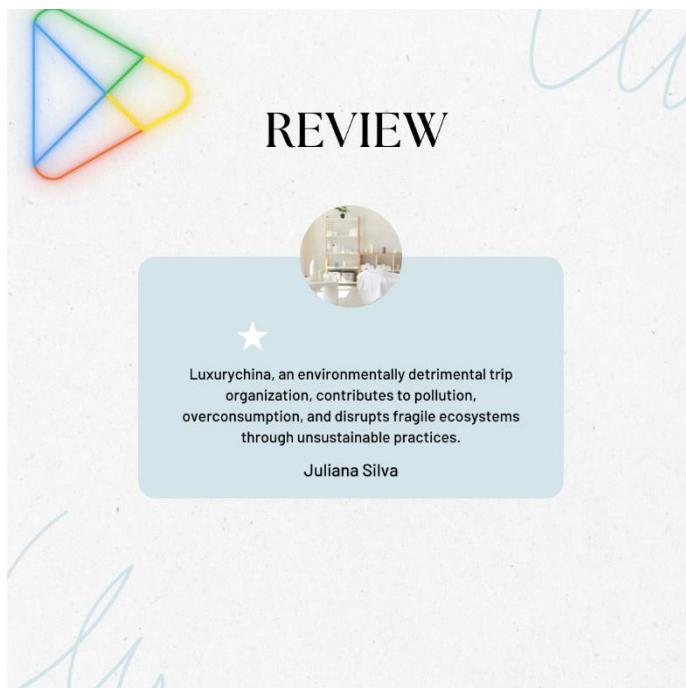 REVIEW
Luxurychina, an environmentally detrimental trip
organization, contributes to pollution,
overconsumption, and disrupts fragile ecosystems
through unsustainable practices.
Juliana Silva